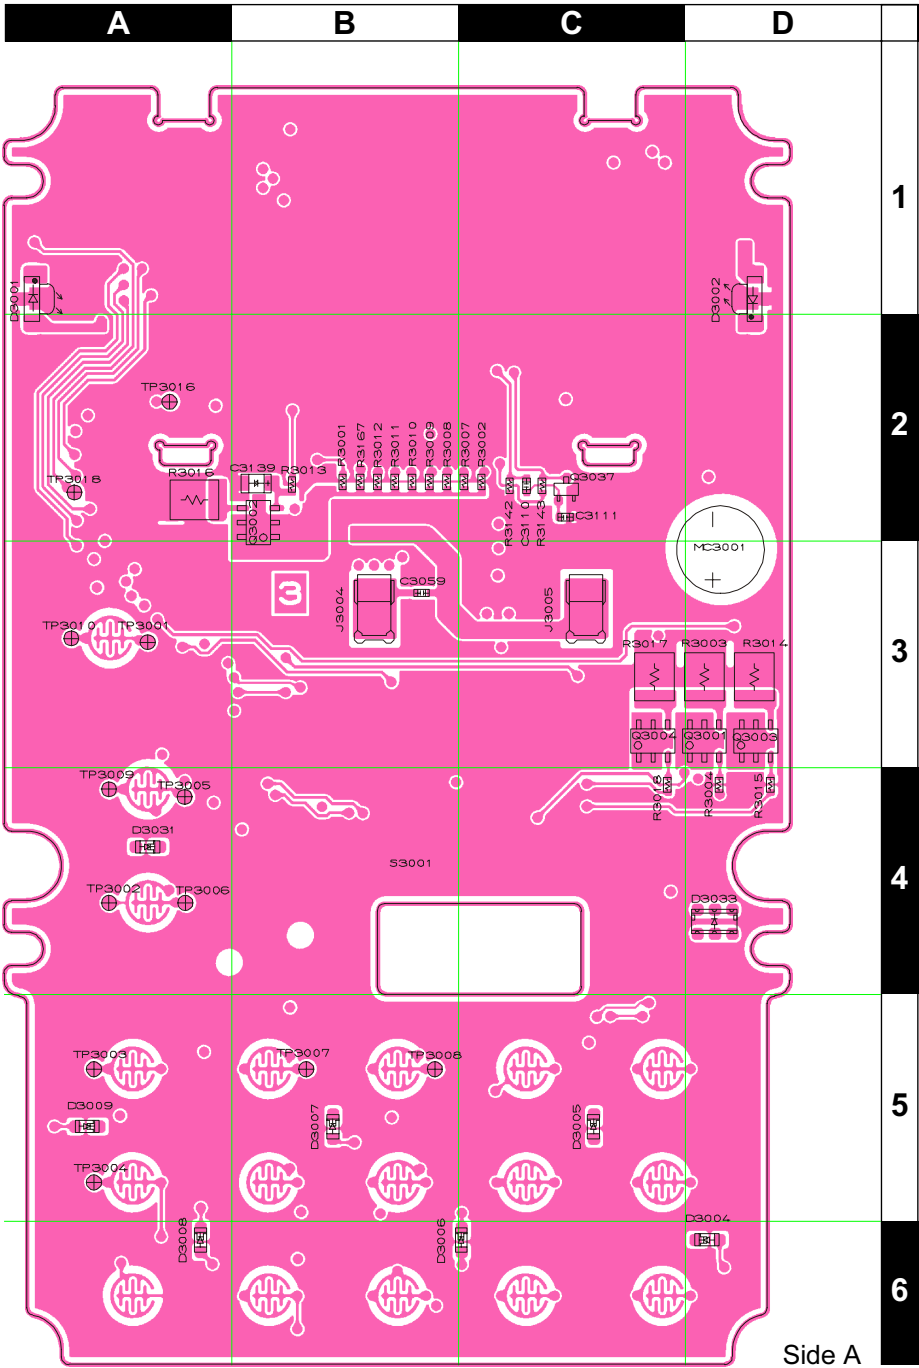 A B C D
1
D3001
D3002
2
TP3016
R3001
R3167
R3012
R3011
R3010
R3009
R3008
R3007
R3002
TP3018
R3016
C3139
R3013
Q3037
Q3002
R3142
C3110
R3143
C3111
MC3001
3
3
J3004
C3059
J3005
TP3010
TP3001
R3017
R3003
R3014
Q3004
Q3001
Q3003
TP3009
TP3005
R3018
R3004
R3015
D3031
S3001
4
TP3002
TP3006
D3033
TP3003
TP3007
TP3008
5
D3009
D3007
D3005
TP3004
D3008
D3006
D3004
6
Side A